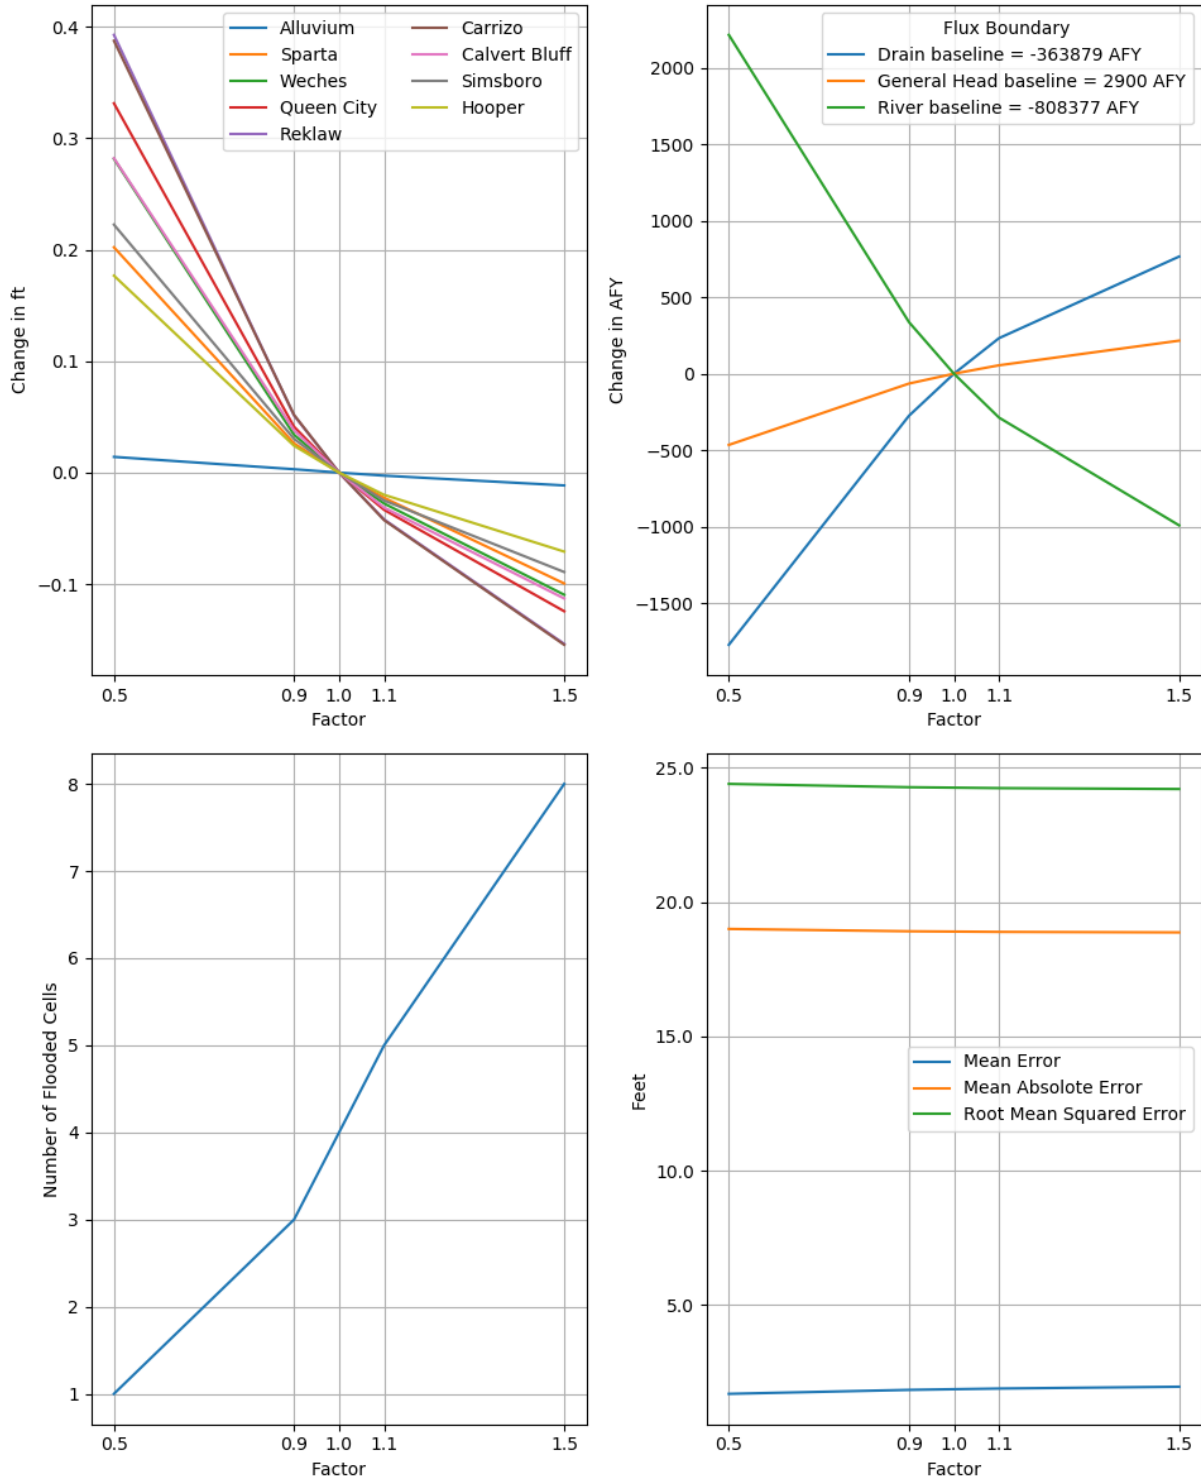 0.4
0.3
0.2
0.1
0.0
−0.1
Change in ft
Alluvium
Sparta
Weches
Queen City
Reklaw
Carrizo
Calvert Bluff
Simsboro
Hooper
0.5 0.9 1.0 1.1 1.5
Factor
2000
1500
1000
500
0
−500
−1000
−1500
Change in AFY
Flux Boundary
Drain baseline = -363879 AFY
General Head baseline = 2900 AFY
River baseline = -808377 AFY
0.5 0.9 1.0 1.1 1.5
Factor
8
7
6
5
4
3
2
1
Number of Flooded Cells
0.5 0.9 1.0 1.1 1.5
Factor
25.0
20.0
15.0
10.0
5.0
Feet
Mean Error
Mean Absolote Error
Root Mean Squared Error
0.5 0.9 1.0 1.1 1.5
Factor